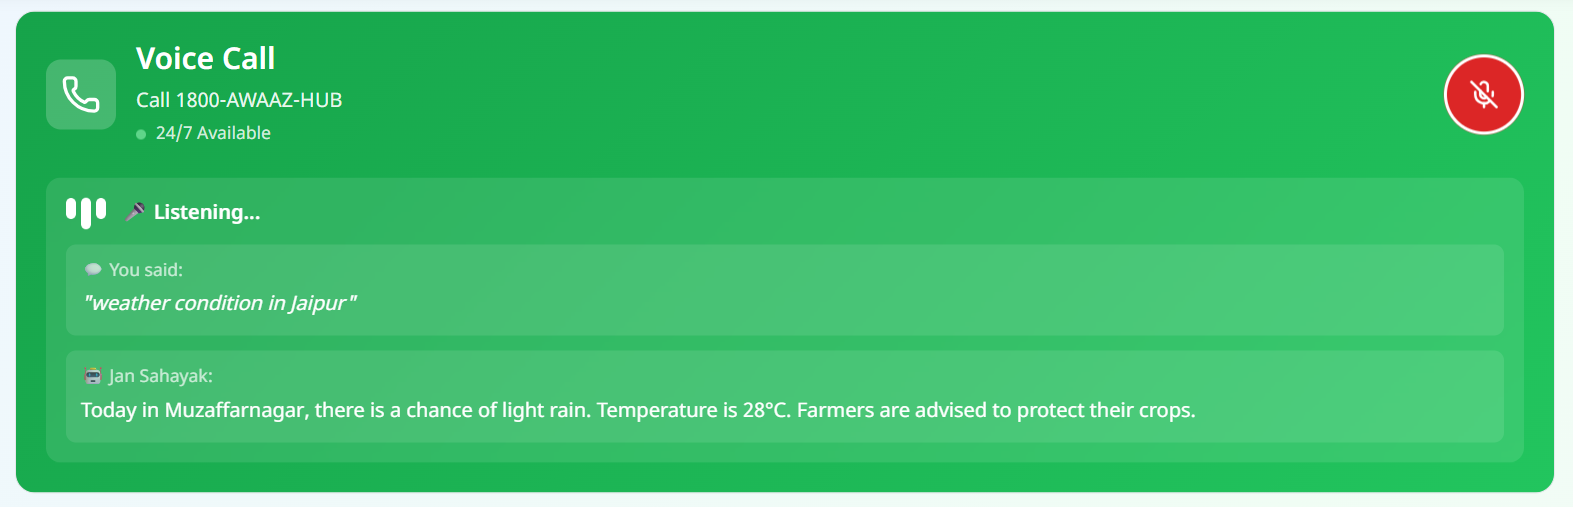 Voice Call
Call 1800-AWAAZ-HUB
24/7 Available
Listening...
You said:
"weather condition in Jaipur"
Jan Sahayak:
Today in Muzaffarnagar, there is a chance of light rain. Temperature is 28°C. Farmers are advised to protect their crops.